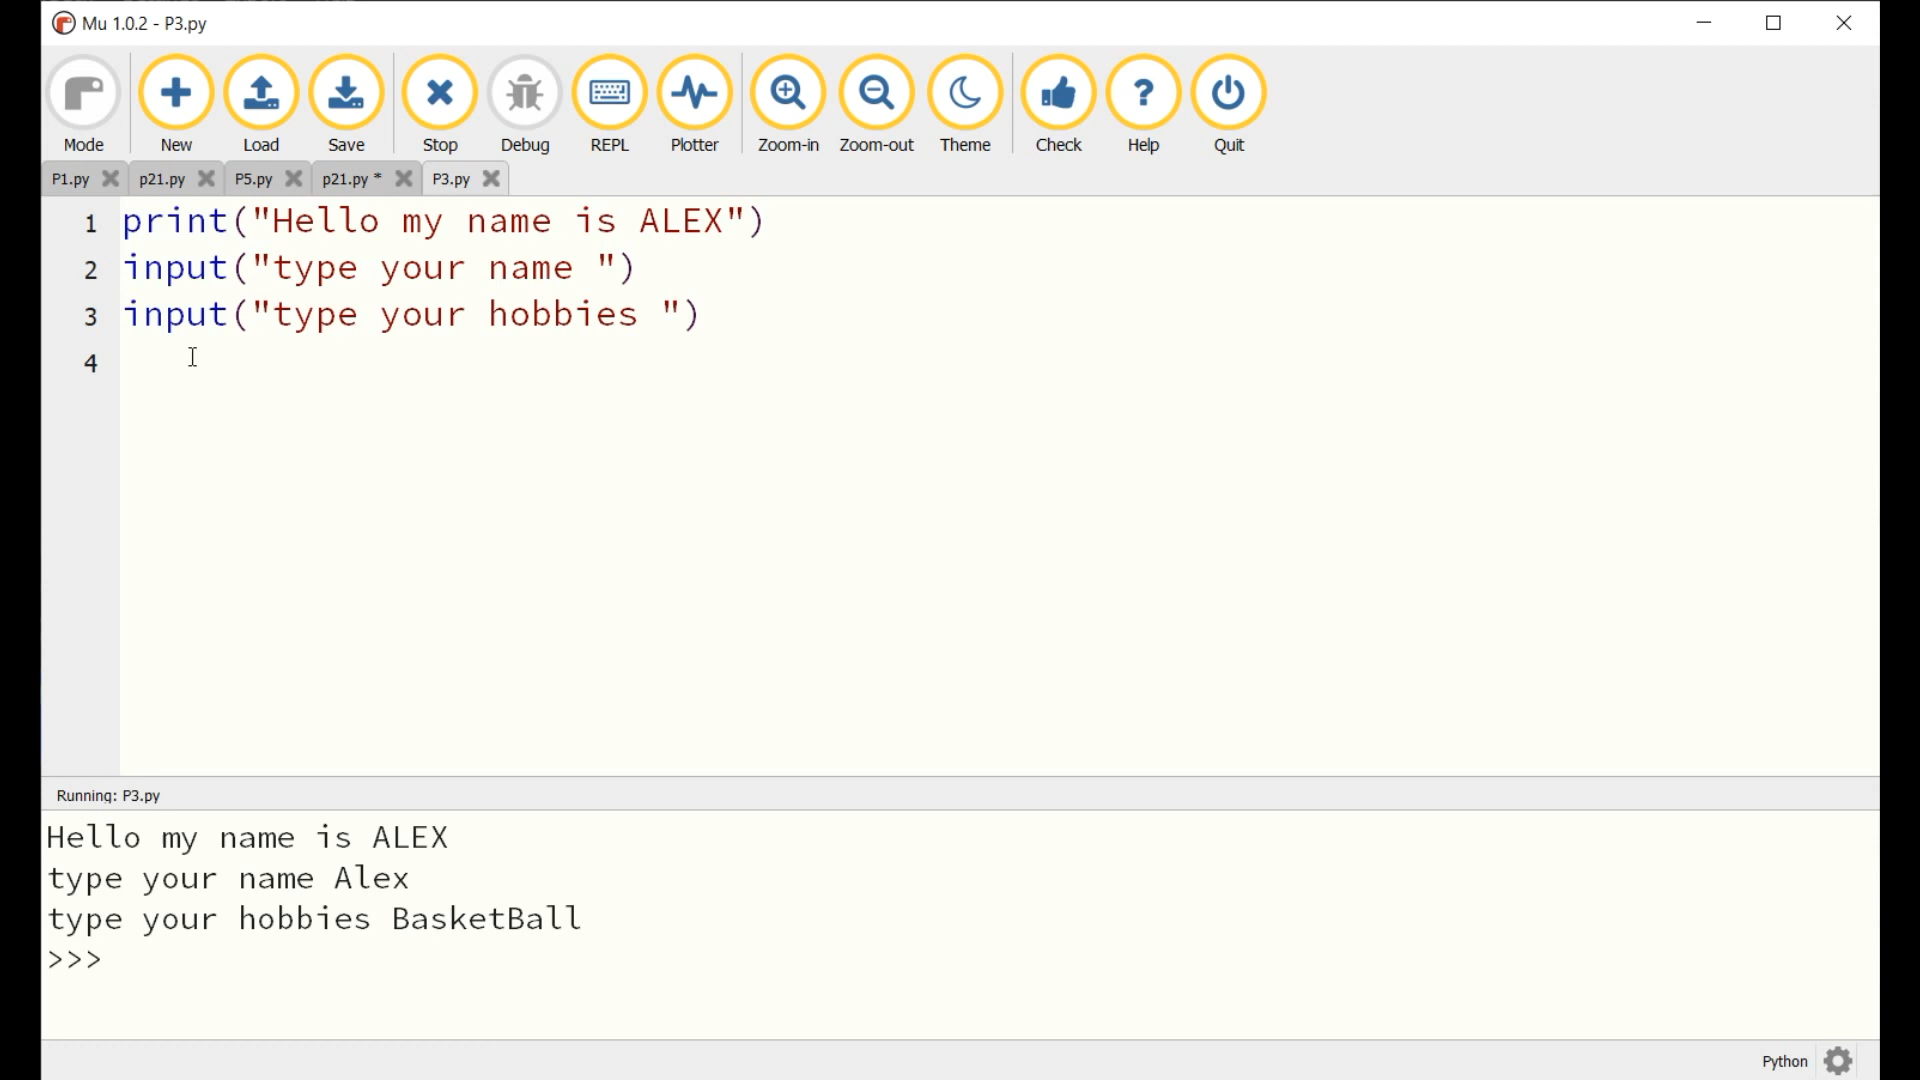 Mu 1.0.2 - P3.py
Mode New Load Save Stop Debug REPL Plotter Zoom-in Zoom-out Theme Check Help Quit
P1.py p21.py P5.py p21.py * P3.py
1 print("Hello my name is ALEX")
2 input("type your name ")
3 input("type your hobbies ")
4
Running: P3.py
Hello my name is ALEX
type your name Alex
type your hobbies BasketBall
>>>
Python